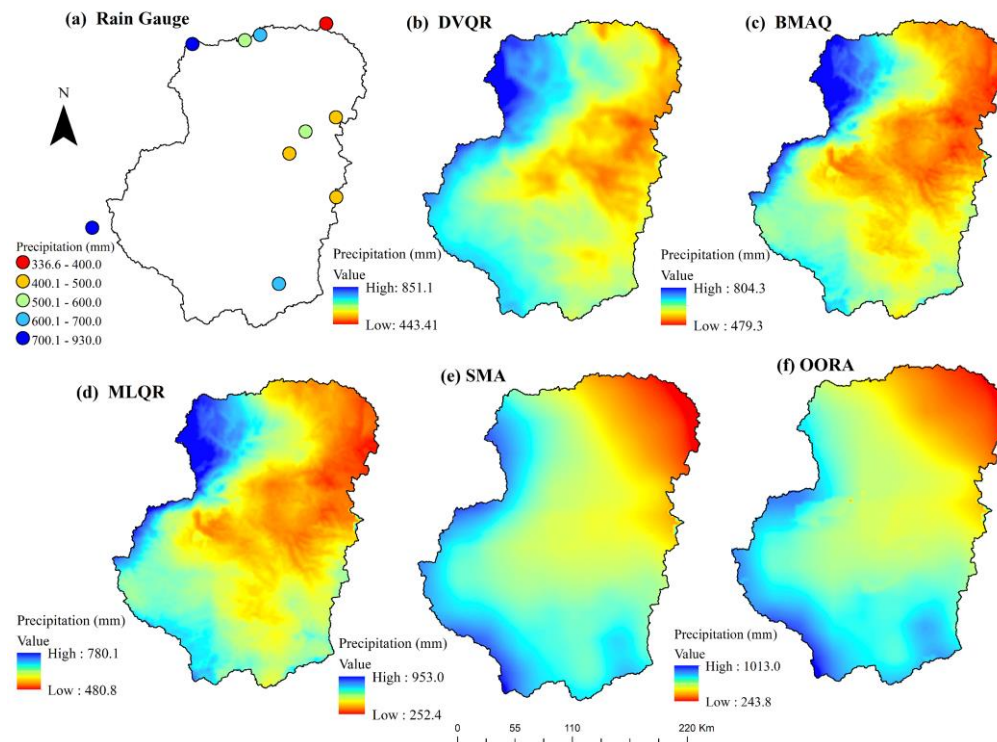 (a) Rain Gauge
N
Precipitation (mm)
336.6 - 400.0
400.1 - 500.0
500.1 - 600.0
600.1 - 700.0
700.1 - 930.0
(b) DVQR
Precipitation (mm)
Value
High: 851.1
Low: 443.41
(c) BMAQ
Precipitation (mm)
Value
High : 804.3
Low : 479.3
(d) MLQR
Precipitation (mm)
Value
High : 780.1
Low : 480.8
(e) SMA
Precipitation (mm)
Value
High : 953.0
Low : 252.4
(f) OORA
Precipitation (mm)
Value
High : 1013.0
Low : 243.8
0 55 110 220 Km